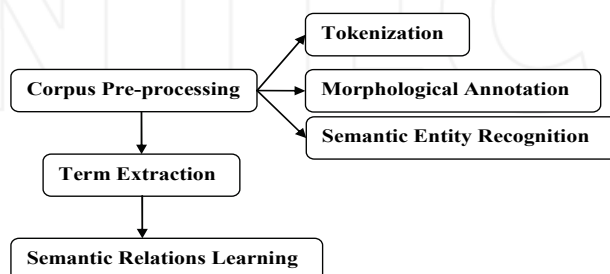 Tokenization
Corpus Pre-processing
Morphological Annotation
Semantic Entity Recognition
Term Extraction
Semantic Relations Learning